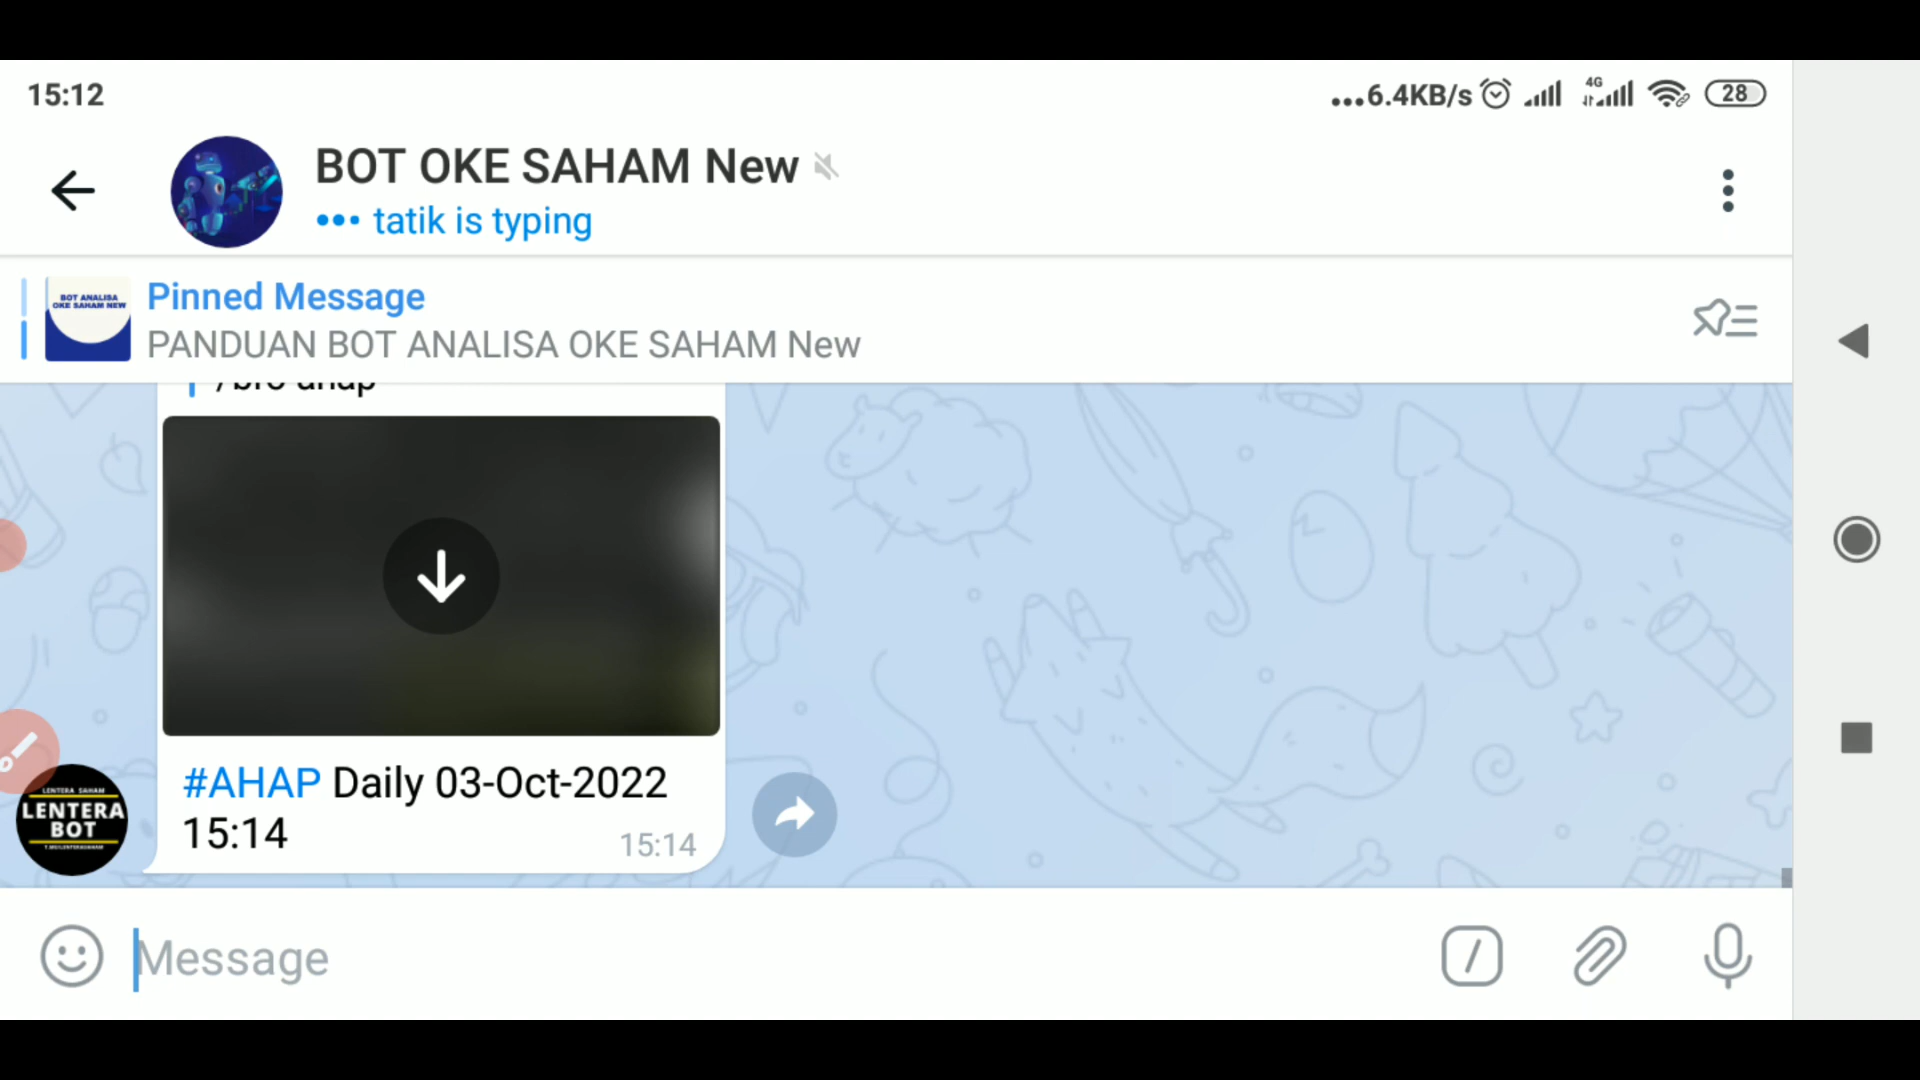 15:12
...6.4KB/s
4G
28
BOT OKE SAHAM New
tatik is typing
BOT ANALISA
OKE SAHAM NEW
Pinned Message
PANDUAN BOT ANALISA OKE SAHAM New
/bro ahap
#AHAP Daily 03-Oct-2022
15:14
15:14
LENTERA SAHAM
LENTERA
BOT
T.ME/LENTERASAHAM
Message